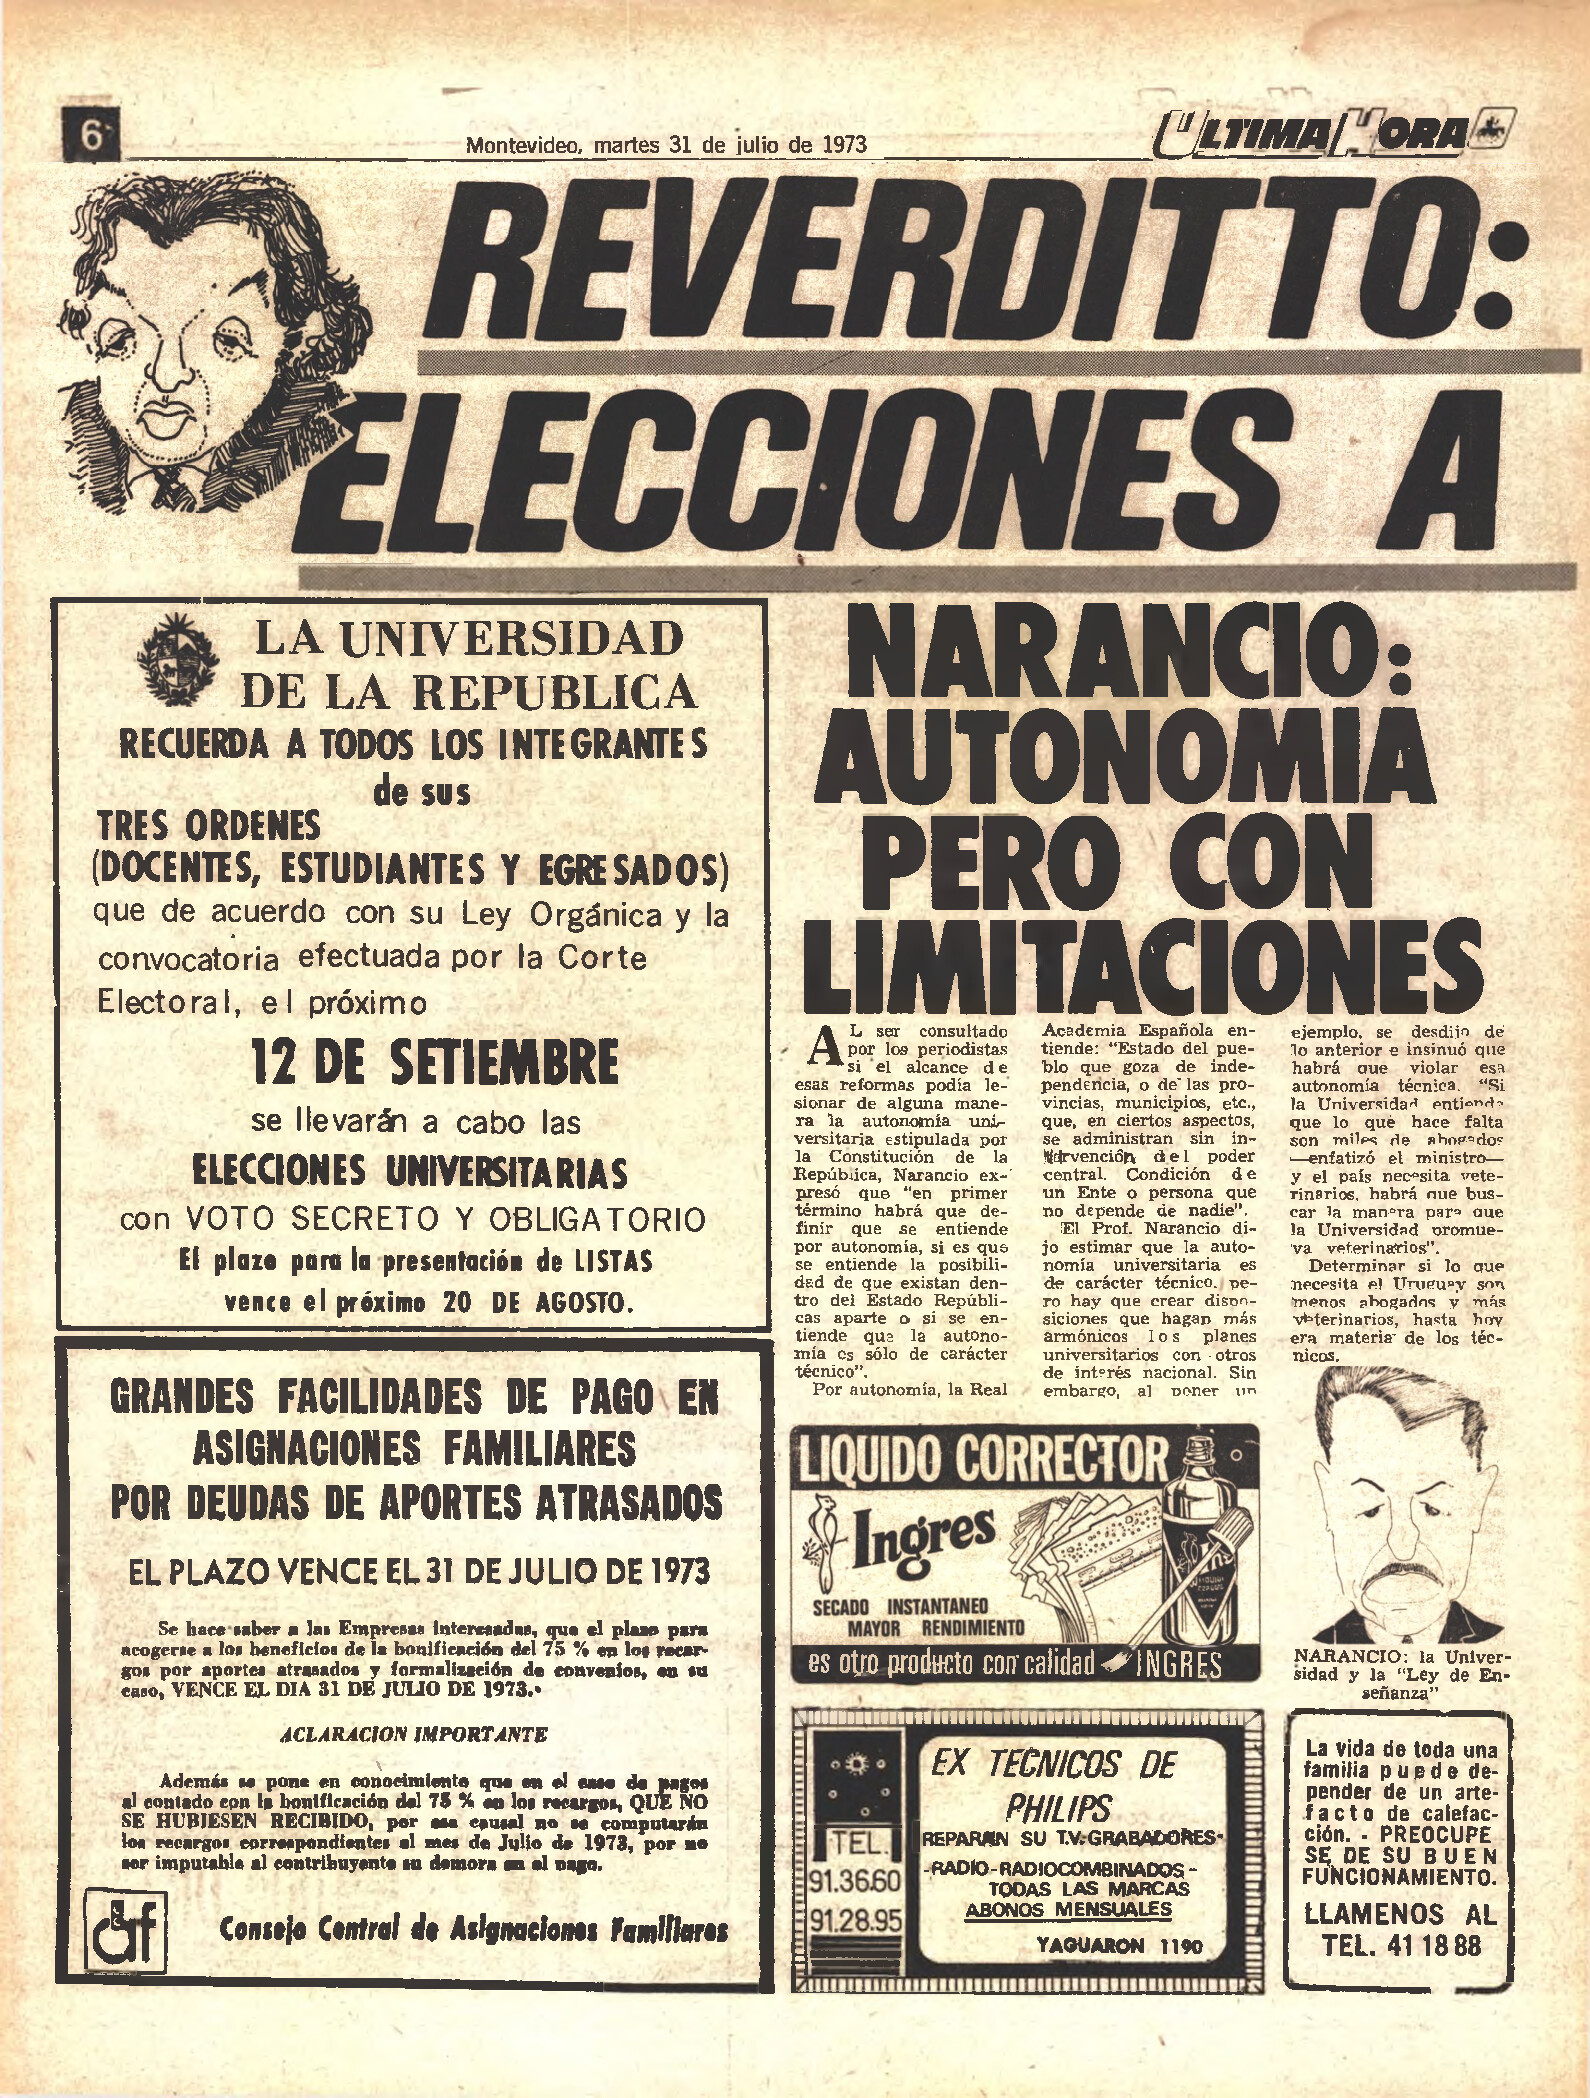 6
Montevideo, martes 31 de julio de 1973
ULTIMA HORA
REVERDITTO:
ELECCIONES A
LA UNIVERSIDAD
DE LA REPUBLICA
RECUERDA A TODOS LOS INTEGRANTES
de sus
TRES ORDENES
(DOCENTES, ESTUDIANTES Y EGRESADOS)
que de acuerdo con su Ley Orgánica y la
convocatoria efectuada por la Corte
Electoral, el próximo
12 DE SETIEMBRE
se llevarán a cabo las
ELECCIONES UNIVERSITARIAS
con VOTO SECRETO Y OBLIGATORIO
El plazo para la presentación de LISTAS
vence el próximo 20 DE AGOSTO.
GRANDES FACILIDADES DE PAGO EN
ASIGNACIONES FAMILIARES
POR DEUDAS DE APORTES ATRASADOS
EL PLAZO VENCE EL 31 DE JULIO DE 1973
Se hace saber a las Empresas interesadas, que el plazo para
acogerse a los beneficios de la bonificación del 75 % en los recar-
gos por aportes atrasados y formalización de convenios, en su
caso, VENCE EL DIA 31 DE JULIO DE 1973.
ACLARACION IMPORTANTE
Además se pone en conocimiento que en el caso de pagos
al contado con la bonificación del 75 % en los recargos, QUE NO
SE HUBIESEN RECIBIDO, por esa causal no se computarán
los recargos correspondientes al mes de Julio de 1973, por no
ser imputable al contribuyente su demora en el pago.
Consejo Central de Asignaciones Familiares
NARANCIO:
AUTONOMIA
PERO CON
LIMITACIONES
AL ser consultado
por los periodistas
si el alcance de
esas reformas podía le-
sionar de alguna mane-
ra la autonomía uni-
versitaria estipulada por
la Constitución de la
República, Narancio ex-
presó que "en primer
término habrá que de-
finir que se entiende
por autonomía, si es que
se entiende la posibili-
dad de que existan den-
tro del Estado Repúbli-
cas aparte o si se en-
tiende que la autono-
mía es sólo de carácter
técnico".
Por autonomía, la Real
Academia Española en-
tiende: "Estado del pue-
blo que goza de inde-
pendencia, o de las pro-
vincias, municipios, etc.,
que, en ciertos aspectos,
se administran sin in-
tervención del poder
central. Condición de
un Ente o persona que
no depende de nadie".
El Prof. Narancio di-
jo estimar que la auto-
nomía universitaria es
de carácter técnico, pe-
ro hay que crear dispo-
siciones que hagan más
armónicos los planes
universitarios con otros
de interés nacional. Sin
embargo, al poner un
ejemplo, se desdijo de
lo anterior e insinuó que
habrá que violar esa
autonomía técnica. "Si
la Universidad entiende
que lo que hace falta
son miles de abogados
—enfatizó el ministro—
y el país necesita vete-
rinarios, habrá que bus-
car la manera para que
la Universidad promue-
va veterinarios".
Determinar si lo que
necesita el Uruguay son
menos abogados y más
veterinarios, hasta hoy
era materia de los téc-
nicos.
NARANCIO: la Univer-
sidad y la "Ley de En-
señanza"
LIQUIDO CORRECTOR
Ingres
SECADO INSTANTANEO
MAYOR RENDIMIENTO
es otro producto con calidad INGRES
TEL.
91.36.60
91.28.95
EX TECNICOS DE
PHILIPS
REPARAN SU T.V.-GRABADORES-
-RADIO-RADIOCOMBINADOS-
TODAS LAS MARCAS
ABONOS MENSUALES
YAGUARON 1190
La vida de toda una
familia puede de-
pender de un arte-
facto de calefac-
ción. - PREOCUPE
SE DE SU BUEN
FUNCIONAMIENTO.
LLAMENOS AL
TEL. 41 18 88